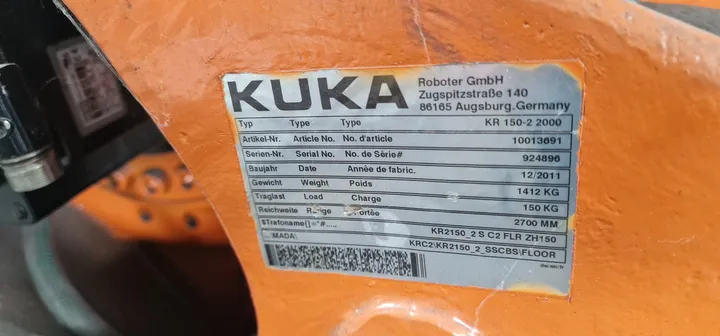 KUKA
Roboter GmbH
Zugspitzstraße 140
86165 Augsburg.Germany
Typ Type Type KR 150-2 2000
Artikel-Nr. Article No. No. d'article 10013691
Serien-Nr. Serial No. No. de Série# 924896
Baujahr Date Année de fabric. 12/2011
Gewicht Weight Poids 1412 KG
Traglast Load Charge 150 KG
Reichweite Range Portée 2700 MM
$Trafoname[]="#..... KR2150_2 S C2 FLR ZH150
...\MADA\ KRC2\KR2150_2_SSCBS\FLOOR